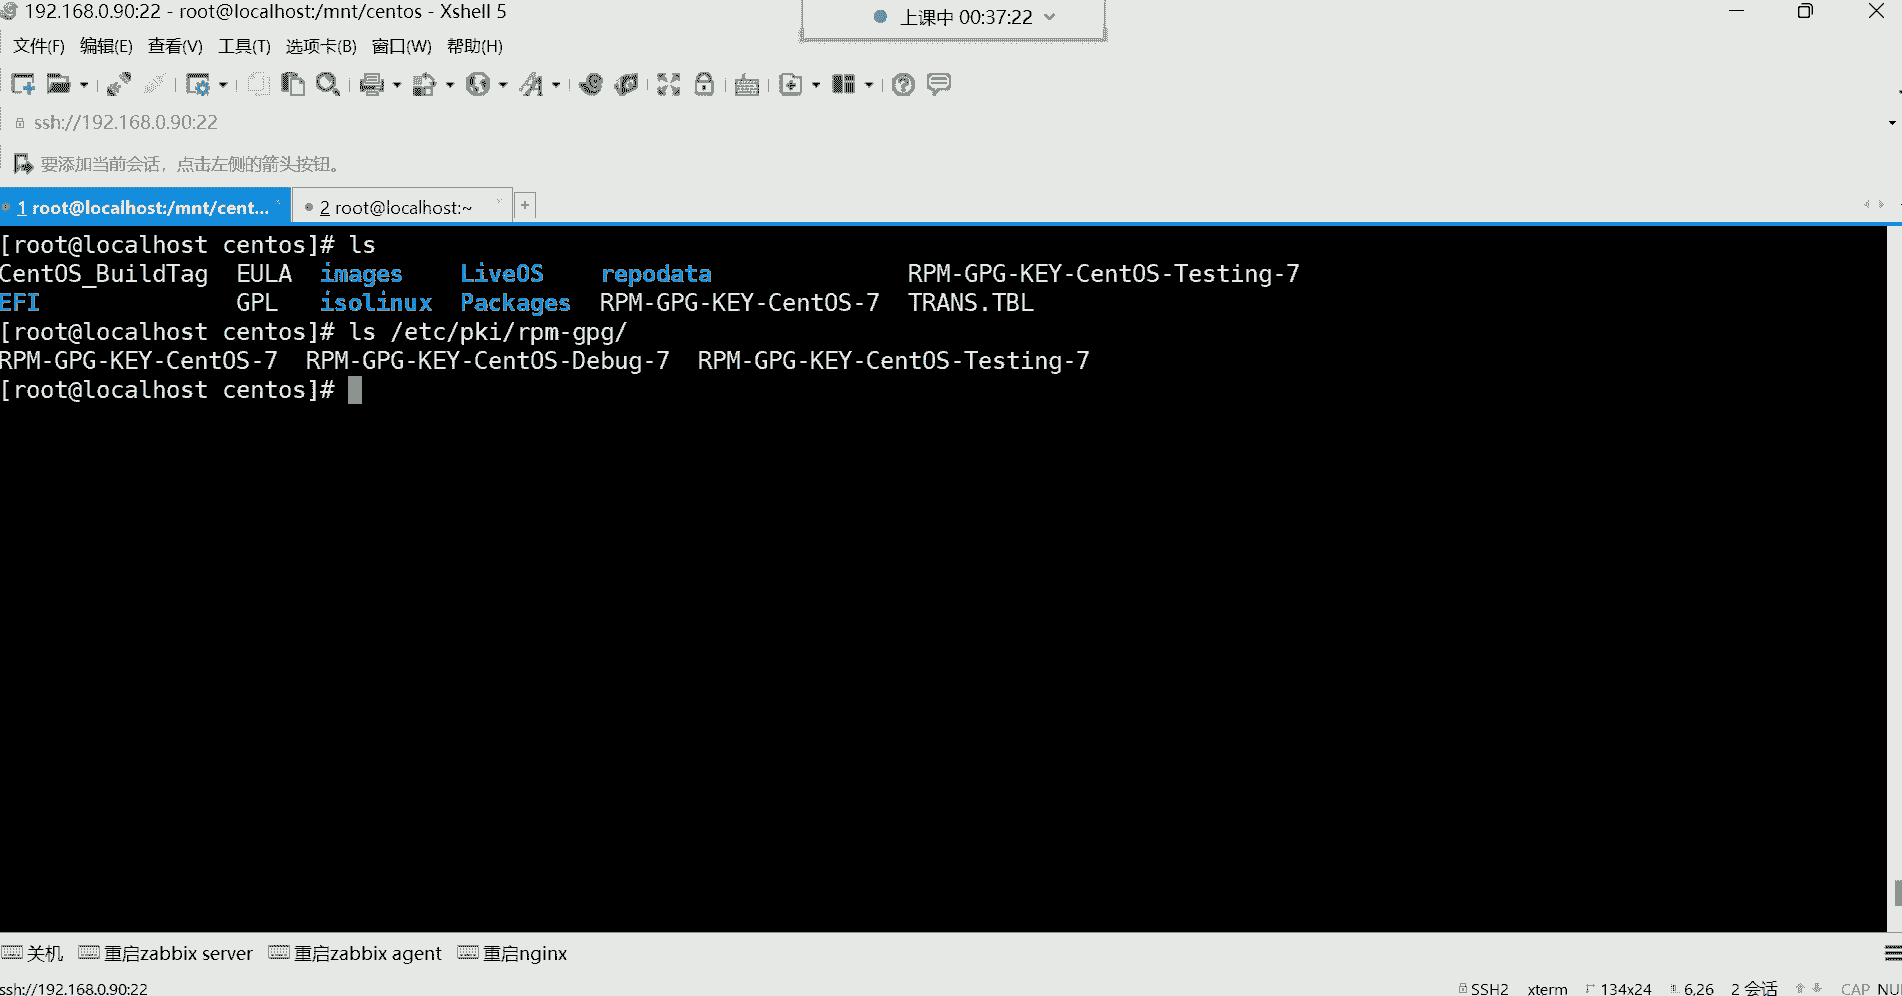 192.168.0.90:22 - root@localhost:/mnt/centos - Xshell 5
上课中 00:37:22
文件(F) 编辑(E) 查看(V) 工具(T) 选项卡(B) 窗口(W) 帮助(H)
ssh://192.168.0.90:22
要添加当前会话，点击左侧的箭头按钮。
1 root@localhost:/mnt/cent... 2 root@localhost:~ +
[root@localhost centos]# ls
CentOS_BuildTag EULA images LiveOS repodata RPM-GPG-KEY-CentOS-Testing-7
EFI GPL isolinux Packages RPM-GPG-KEY-CentOS-7 TRANS.TBL
[root@localhost centos]# ls /etc/pki/rpm-gpg/
RPM-GPG-KEY-CentOS-7 RPM-GPG-KEY-CentOS-Debug-7 RPM-GPG-KEY-CentOS-Testing-7
[root@localhost centos]#
关机 重启zabbix server 重启zabbix agent 重启nginx
ssh://192.168.0.90:22 SSH2 xterm 134x24 6,26 2 会话 CAP NU